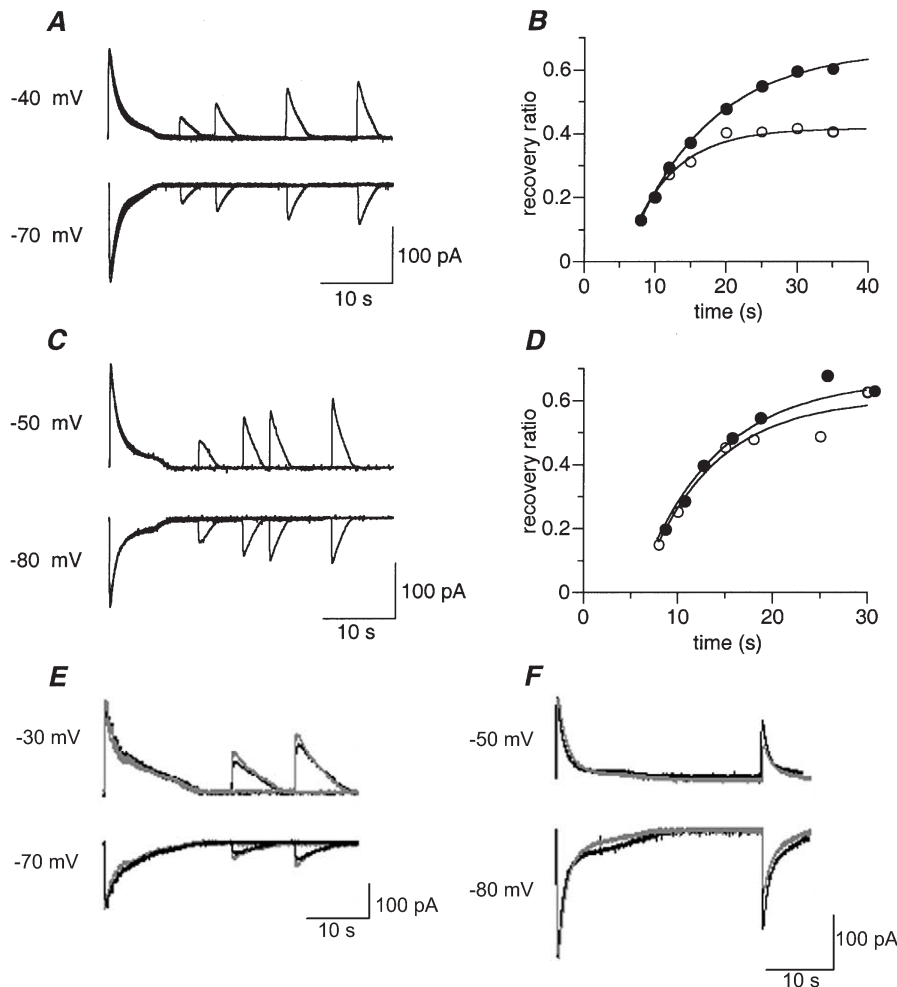 A
-40 mV
-70 mV
100 pA
10 s
B
recovery ratio
0.6
0.4
0.2
0
0 10 20 30 40
time (s)
C
-50 mV
-80 mV
100 pA
10 s
D
recovery ratio
0.6
0.4
0.2
0
0 10 20 30
time (s)
E
-30 mV
-70 mV
100 pA
10 s
F
-50 mV
-80 mV
100 pA
10 s